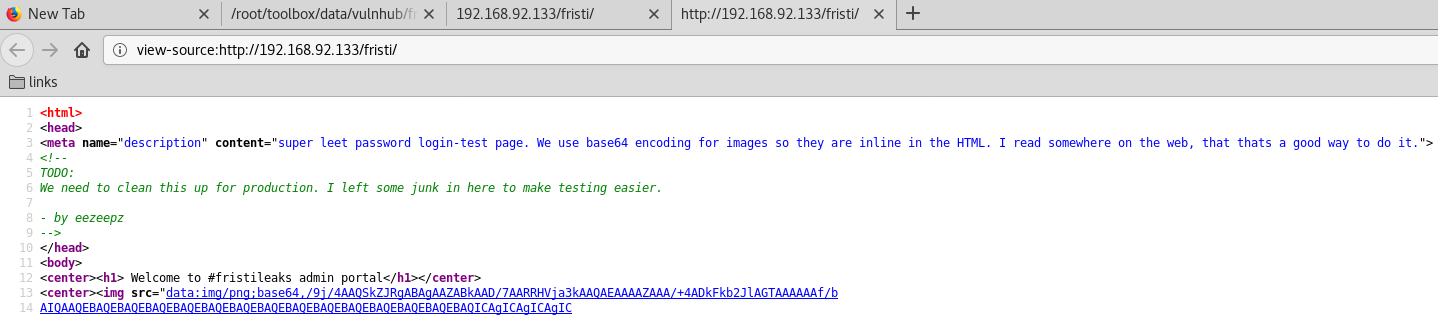 New Tab
/root/toolbox/data/vulnhub/fr
192.168.92.133/fristi/
http://192.168.92.133/fristi/
view-source:http://192.168.92.133/fristi/
links
1 <html>
2 <head>
3 <meta name="description" content="super leet password login-test page. We use base64 encoding for images so they are inline in the HTML. I read somewhere on the web, that thats a good way to do it.">
4 <!--
5 TODO:
6 We need to clean this up for production. I left some junk in here to make testing easier.
7
8 - by eezeepz
9 -->
10 </head>
11 <body>
12 <center><h1> Welcome to #fristileaks admin portal</h1></center>
13 <center><img src="data:img/png;base64,/9j/4AAQSkZJRgABAgAAZABkAAD/7AARRHVja3kAAQAEAAAAZAAA/+4ADkFkb2JlAGTAAAAAAf/b
14 AIQAAQEBAQEBAQEBAQEBAQEBAQEBAQEBAQEBAQEBAQEBAQEBAQEBAQEBAQEBAQICAgICAgICAgIC